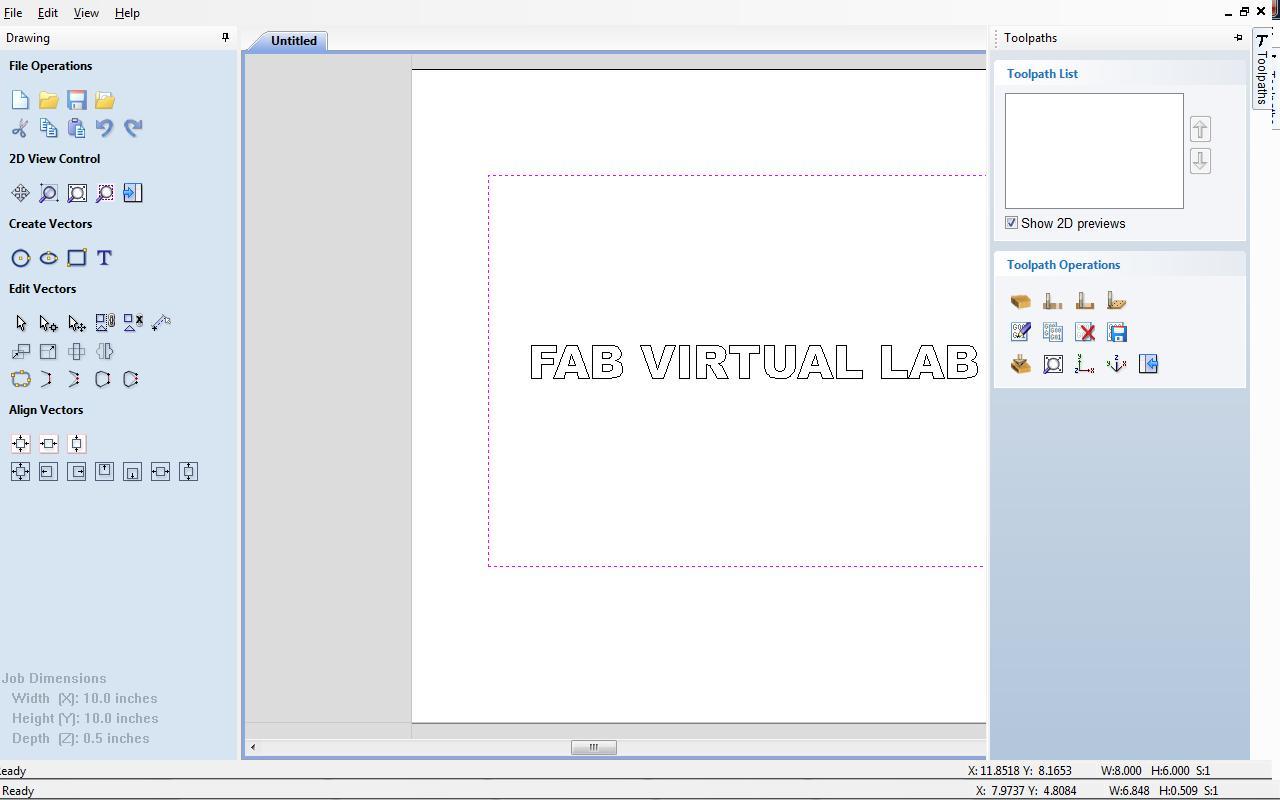 File Edit View Help
Drawing
Untitled
Toolpaths
File Operations
2D View Control
Create Vectors
T
Edit Vectors
Align Vectors
Job Dimensions
Width (X): 10.0 inches
Height (Y): 10.0 inches
Depth (Z): 0.5 inches
FAB VIRTUAL LAB
Toolpath List
Show 2D previews
Toolpath Operations
Toolpaths
eady
X: 11.8518 Y: 8.1653 W:8.000 H:6.000 S:1
Ready
X: 7.9737 Y: 4.8084 W:6.848 H:0.509 S:1